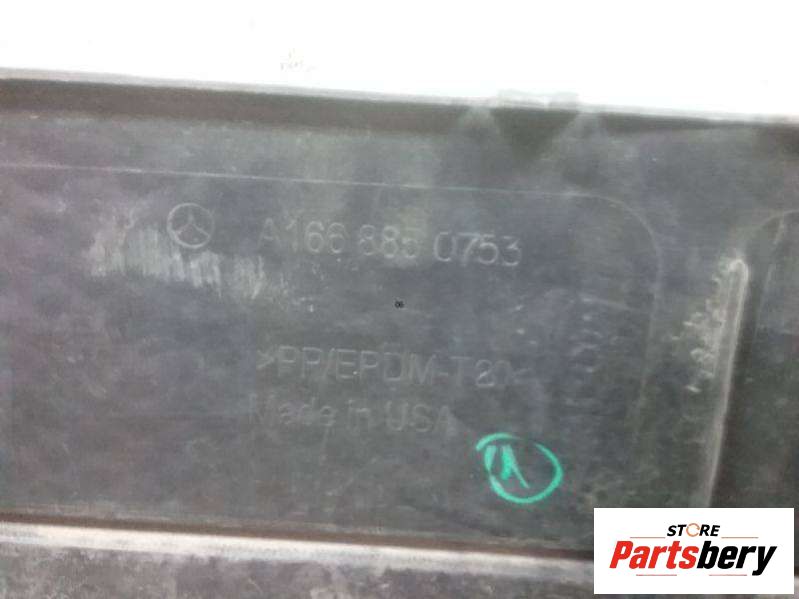 A166 885 0753
>PP/EPDM-T20<
Made in USA
STORE
Partsbery